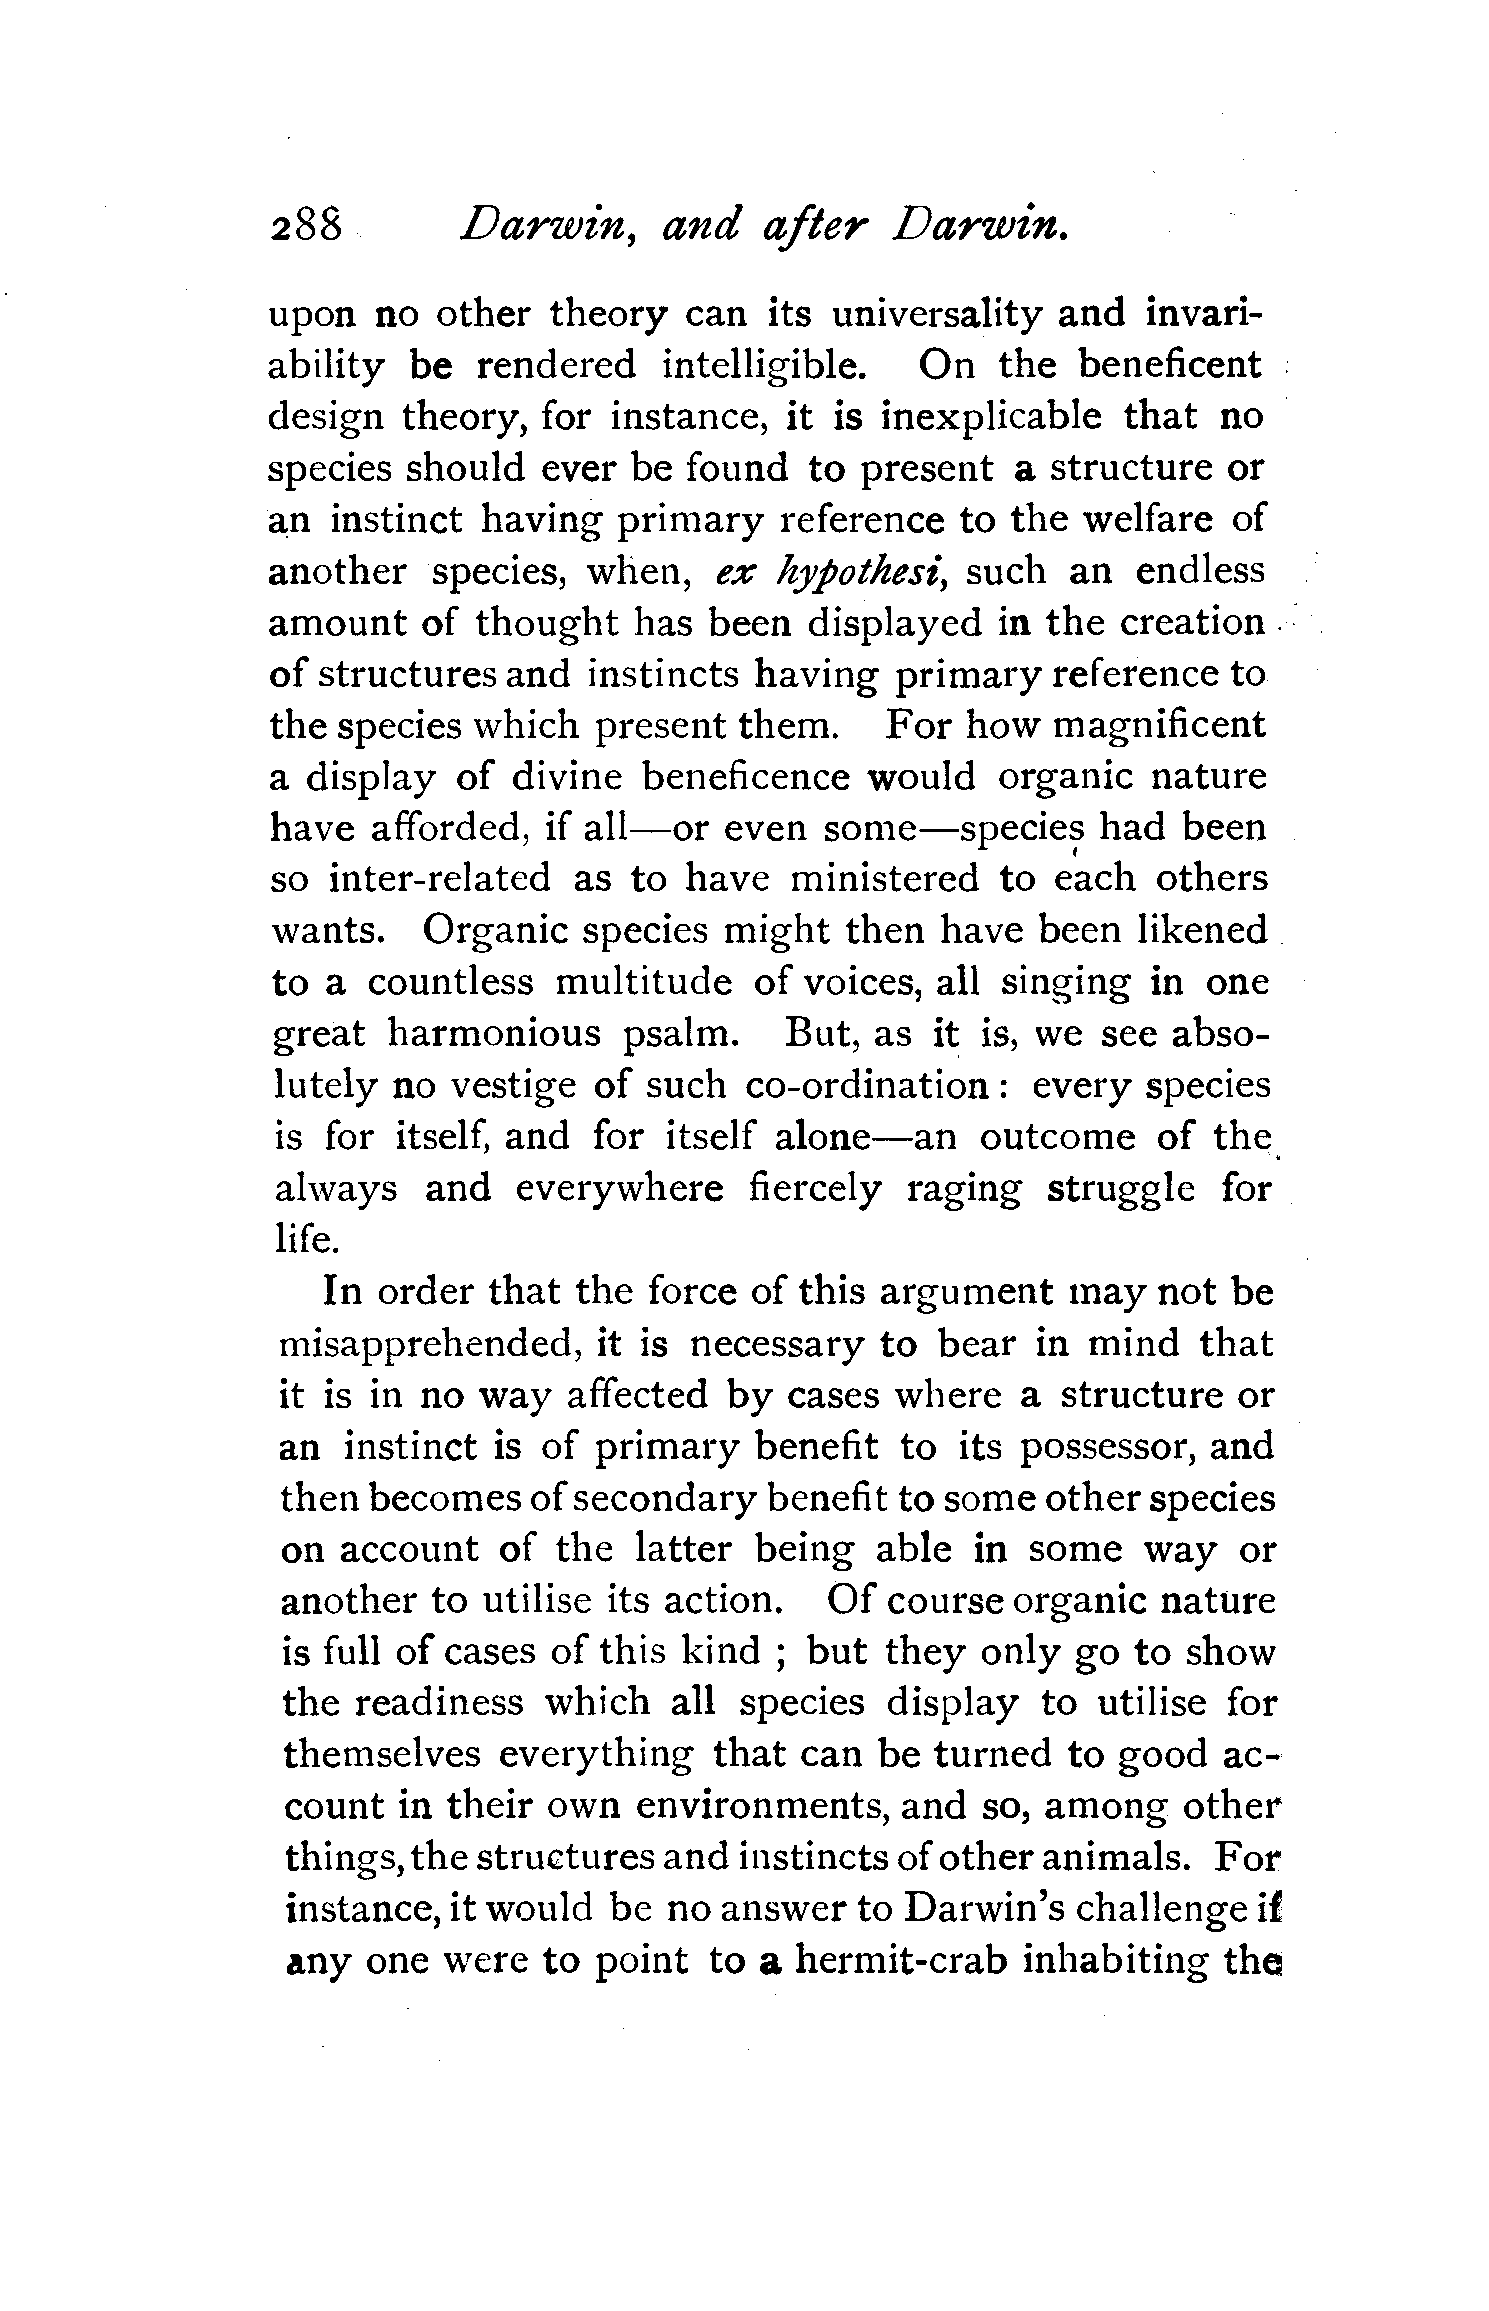 288 Darwin, and after Darwin.
upon no other theory can its universality and invari-
ability be rendered intelligible. On the beneficent
design theory, for instance, it is inexplicable that no
species should ever be found to present a structure or
an instinct having primary reference to the welfare of
another species, when, ex hypothesi, such an endless
amount of thought has been displayed in the creation
of structures and instincts having primary reference to
the species which present them. For how magnificent
a display of divine beneficence would organic nature
have afforded, if all—or even some—species had been
so inter-related as to have ministered to each others
wants. Organic species might then have been likened
to a countless multitude of voices, all singing in one
great harmonious psalm. But, as it is, we see abso-
lutely no vestige of such co-ordination : every species
is for itself, and for itself alone—an outcome of the
always and everywhere fiercely raging struggle for
life.
In order that the force of this argument may not be
misapprehended, it is necessary to bear in mind that
it is in no way affected by cases where a structure or
an instinct is of primary benefit to its possessor, and
then becomes of secondary benefit to some other species
on account of the latter being able in some way or
another to utilise its action. Of course organic nature
is full of cases of this kind ; but they only go to show
the readiness which all species display to utilise for
themselves everything that can be turned to good ac-
count in their own environments, and so, among other
things, the structures and instincts of other animals. For
instance, it would be no answer to Darwin's challenge if
any one were to point to a hermit-crab inhabiting the